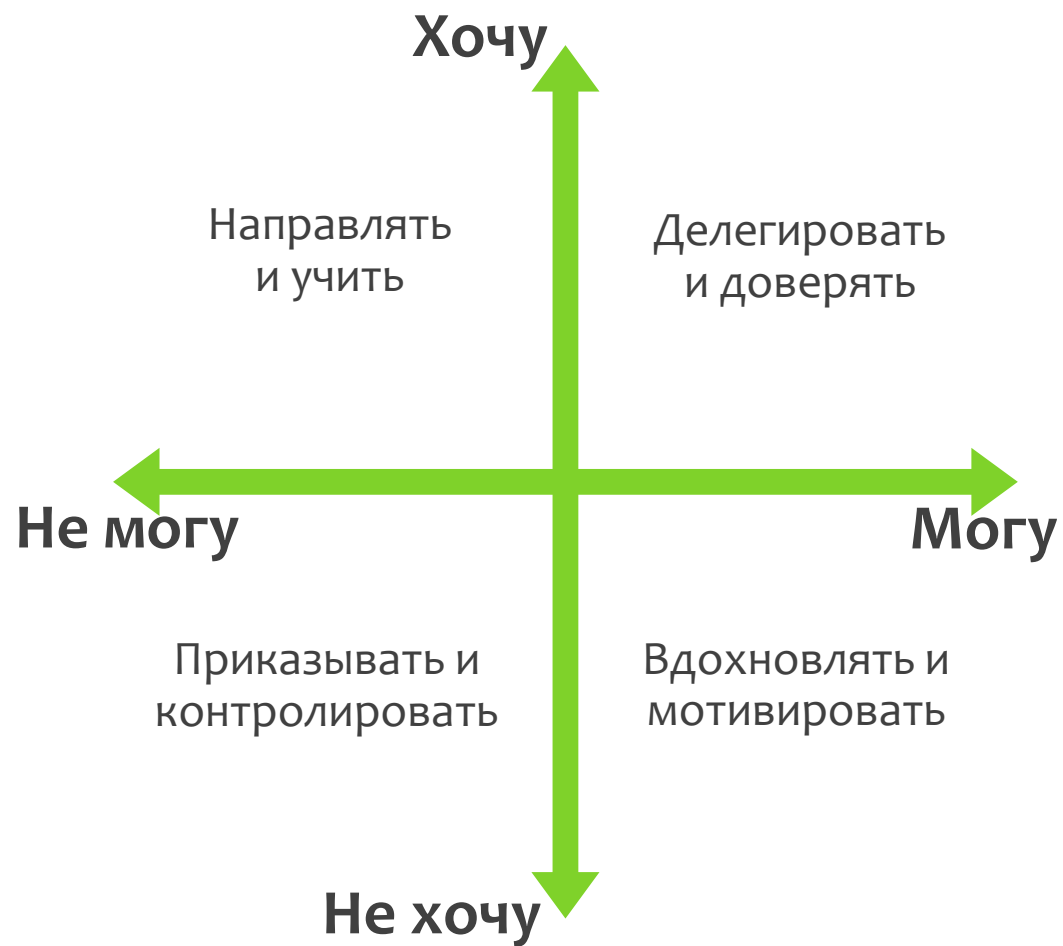 Хочу
Направлять
и учить
Делегировать
и доверять
Не могу
Могу
Приказывать и
контролировать
Вдохновлять и
мотивировать
Не хочу